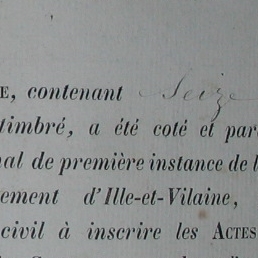 E, contenant Seize
timbré, a été coté et par
nal de première instance de l
ement d'Ille-et-Vilaine,
civil à inscrire les ACTES